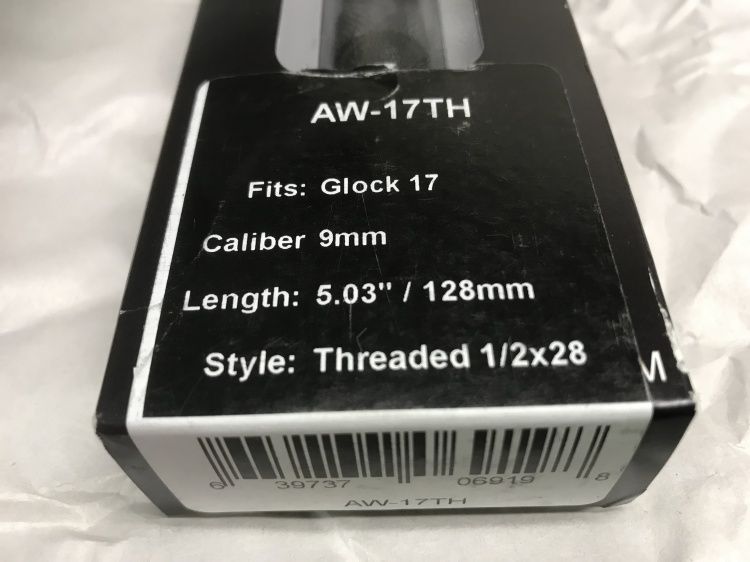 AW-17TH
Fits: Glock 17
Caliber 9mm
Length: 5.03" / 128mm
Style: Threaded 1/2x28
M
6 39737 06919 8
AW-17TH